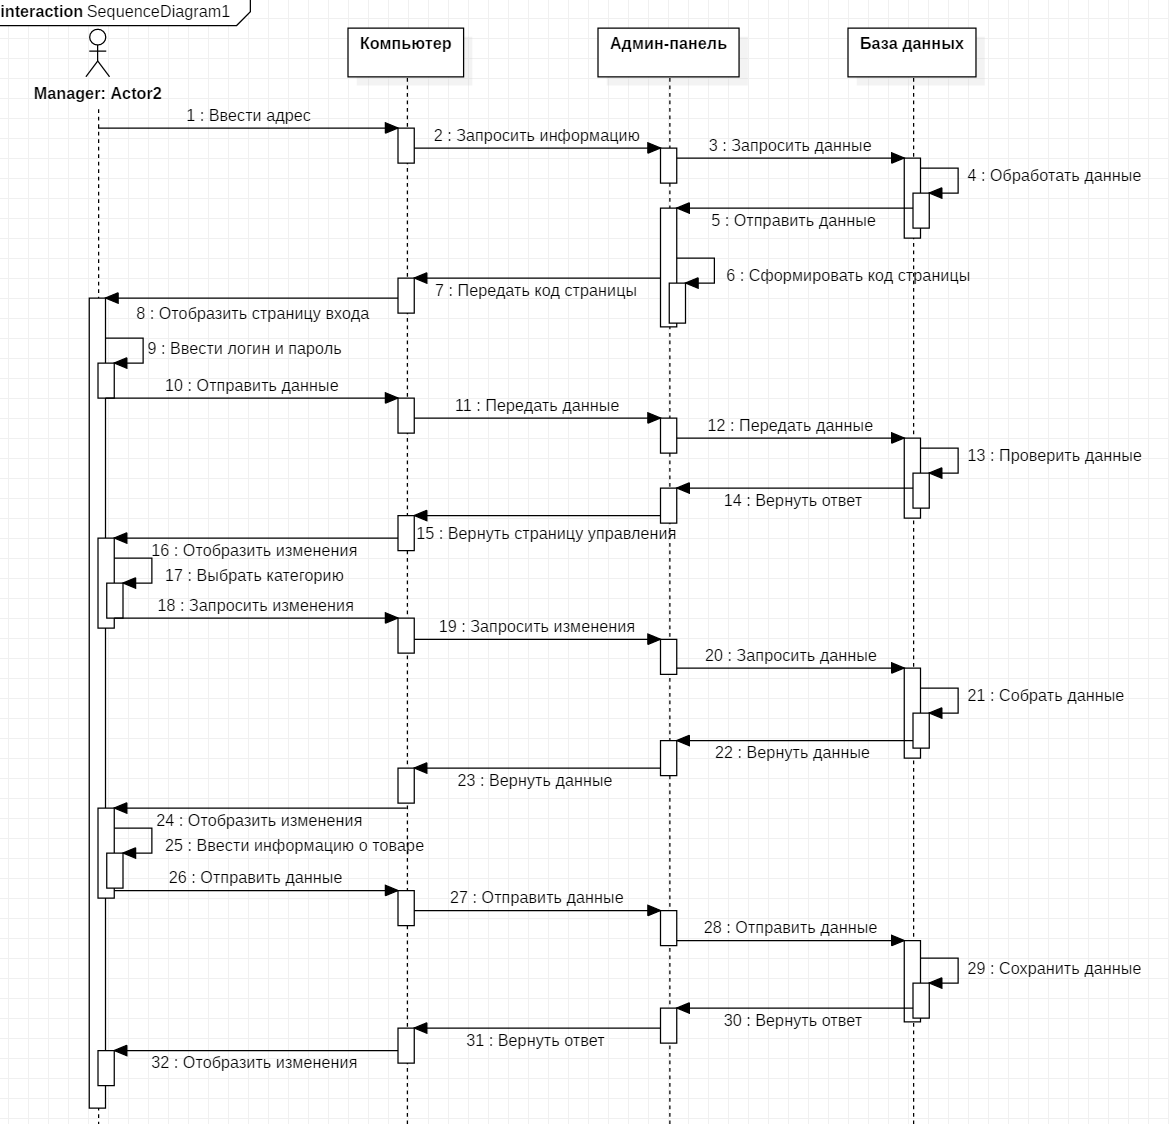 interaction SequenceDiagram1
Компьютер
Админ-панель
База данных
Manager: Actor2
1 : Ввести адрес
2 : Запросить информацию
3 : Запросить данные
4 : Обработать данные
5 : Отправить данные
6 : Сформировать код страницы
7 : Передать код страницы
8 : Отобразить страницу входа
9 : Ввести логин и пароль
10 : Отправить данные
11 : Передать данные
12 : Передать данные
13 : Проверить данные
14 : Вернуть ответ
15 : Вернуть страницу управления
16 : Отобразить изменения
17 : Выбрать категорию
18 : Запросить изменения
19 : Запросить изменения
20 : Запросить данные
21 : Собрать данные
22 : Вернуть данные
23 : Вернуть данные
24 : Отобразить изменения
25 : Ввести информацию о товаре
26 : Отправить данные
27 : Отправить данные
28 : Отправить данные
29 : Сохранить данные
30 : Вернуть ответ
31 : Вернуть ответ
32 : Отобразить изменения